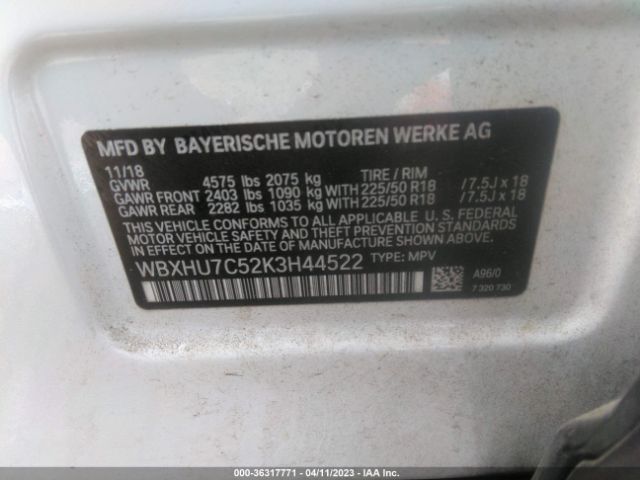 MFD BY BAYERISCHE MOTOREN WERKE AG
11/18
GVWR 4575 lbs 2075 kg TIRE / RIM
GAWR FRONT 2403 lbs 1090 kg WITH 225/50 R18 / 7.5J x 18
GAWR REAR 2282 lbs 1035 kg WITH 225/50 R18 / 7.5J x 18
THIS VEHICLE CONFORMS TO ALL APPLICABLE U.S. FEDERAL
MOTOR VEHICLE SAFETY AND THEFT PREVENTION STANDARDS
IN EFFECT ON THE DATE OF MANUFACTURE SHOWN ABOVE.
WBXHU7C52K3H44522 TYPE: MPV
A96/0
7 320 730
000-36317771 - 04/11/2023 - IAA Inc.